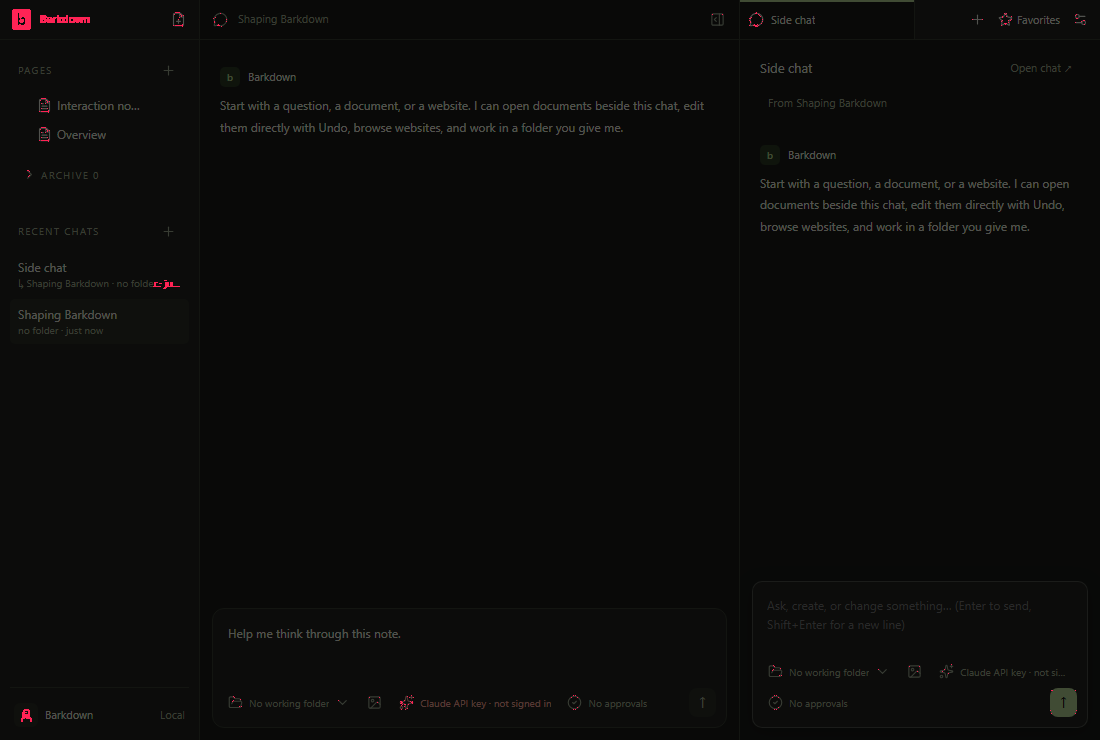 b Barkdown
PAGES
Interaction no...
Overview
ARCHIVE 0
RECENT CHATS
Side chat
↳ Shaping Barkdown · no folder
Shaping Barkdown
no folder · just now
Barkdown
Local
Shaping Barkdown
b Barkdown
Start with a question, a document, or a website. I can open documents beside this chat, edit
them directly with Undo, browse websites, and work in a folder you give me.
Help me think through this note.
No working folder
Claude API key · not signed in
No approvals
Side chat
Favorites
Side chat
Open chat ↗
From Shaping Barkdown
b Barkdown
Start with a question, a document, or a website. I can open
documents beside this chat, edit them directly with Undo,
browse websites, and work in a folder you give me.
Ask, create, or change something... (Enter to send,
Shift+Enter for a new line)
No working folder
Claude API key · not si...
No approvals